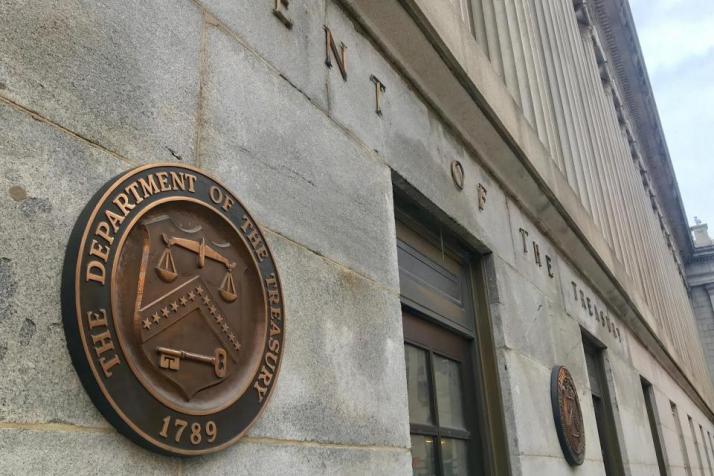 ENT OF THE TREASURY
THE DEPARTMENT OF THE TREASURY
1789